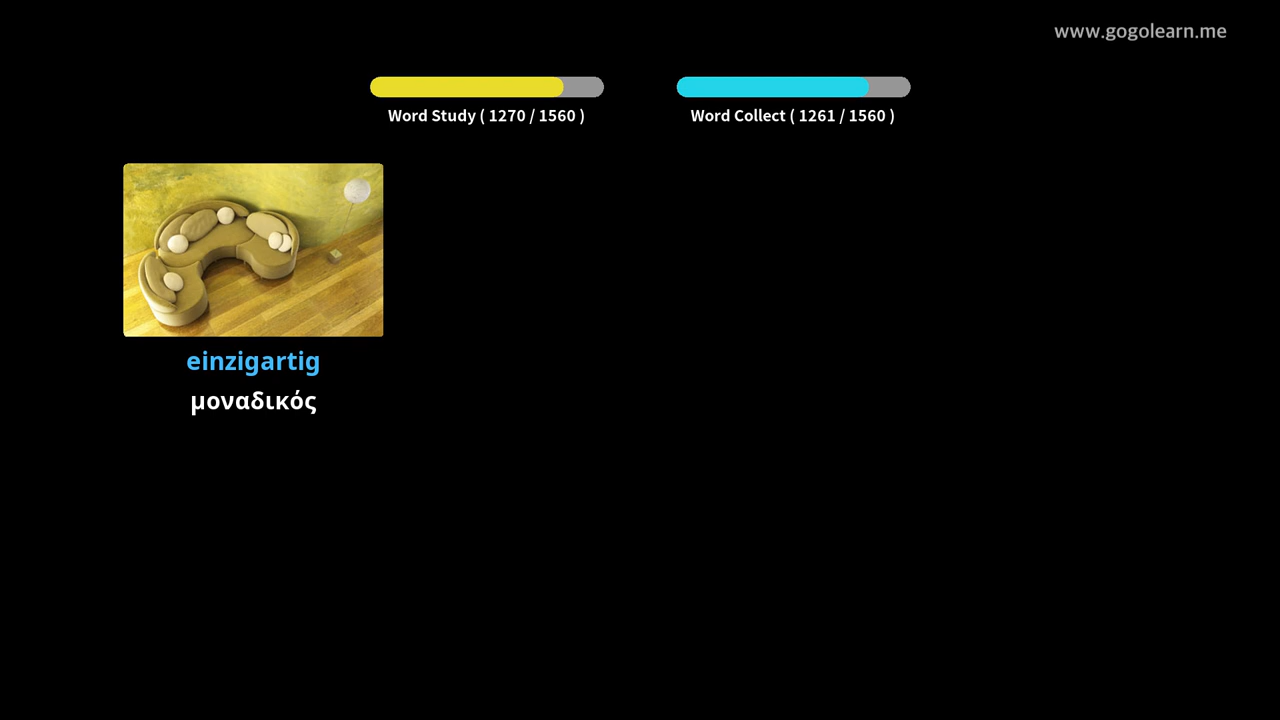 www.gogolearn.me
Word Study ( 1270 / 1560 )
Word Collect ( 1261 / 1560 )
einzigartig
μοναδικός